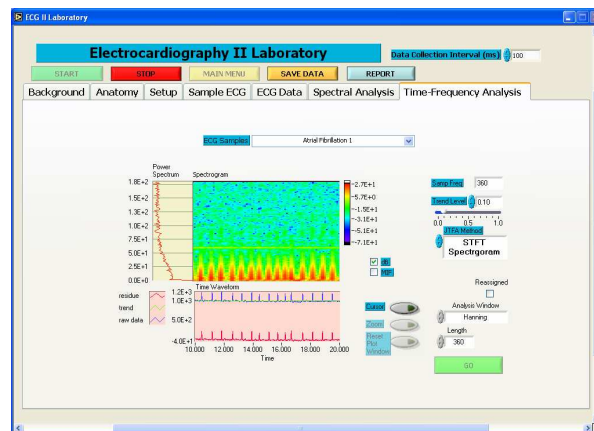 ECG II Laboratory
Electrocardiography II Laboratory
Data Collection Interval (ms) 100
START STOP MAIN MENU SAVE DATA REPORT
Background Anatomy Setup Sample ECG ECG Data Spectral Analysis Time-Frequency Analysis
ECG Samples Atrial Fibrillation 1
Power
Spectrum Spectrogram
1.8E+2
1.5E+2
1.3E+2
1.0E+2
7.5E+1
5.0E+1
2.5E+1
0.0E+0
-2.7E+1
-5.7E+0
-1.5E+1
-3.1E+1
-5.1E+1
-7.1E+1
Samp Freq 360
Trend Level 0.10
0.0 0.5 1.0
JTFA Method
STFT
Spectrgoram
dB
Time Waveform
residue
trend
raw data
1.2E+3
1.0E+3
5.0E+2
-4.0E+1
10.000 12.000 14.000 16.000 18.000 20.000
Time
Cursor
Zoom
Reset
Plot
Window
Reassigned
Analysis Window
Hanning
Length
360
GO